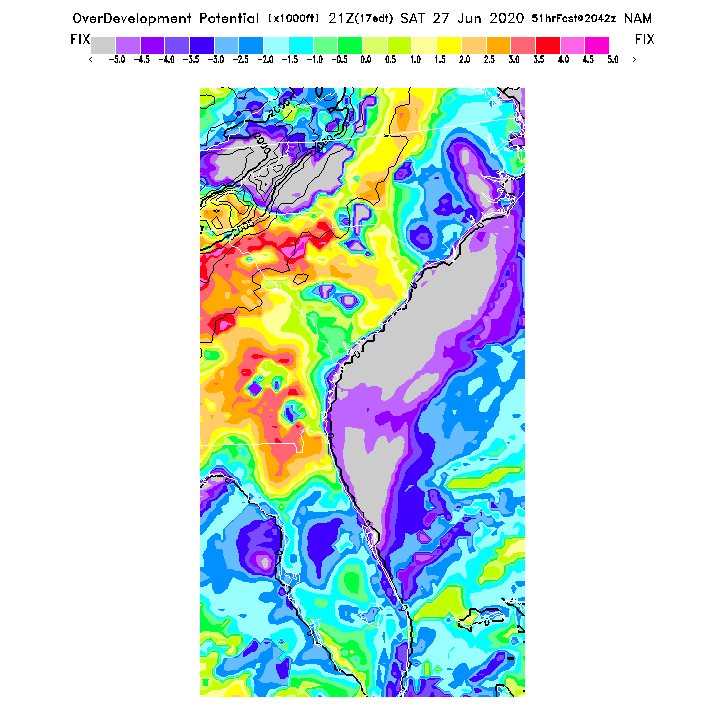 OverDevelopment Potential [x1000ft] 21Z(17edt) SAT 27 Jun 2020 51hrFcst@2042z NAM
FIX FIX
< -5.0 -4.5 -4.0 -3.5 -3.0 -2.5 -2.0 -1.5 -1.0 -0.5 0.0 0.5 1.0 1.5 2.0 2.5 3.0 3.5 4.0 4.5 5.0 >